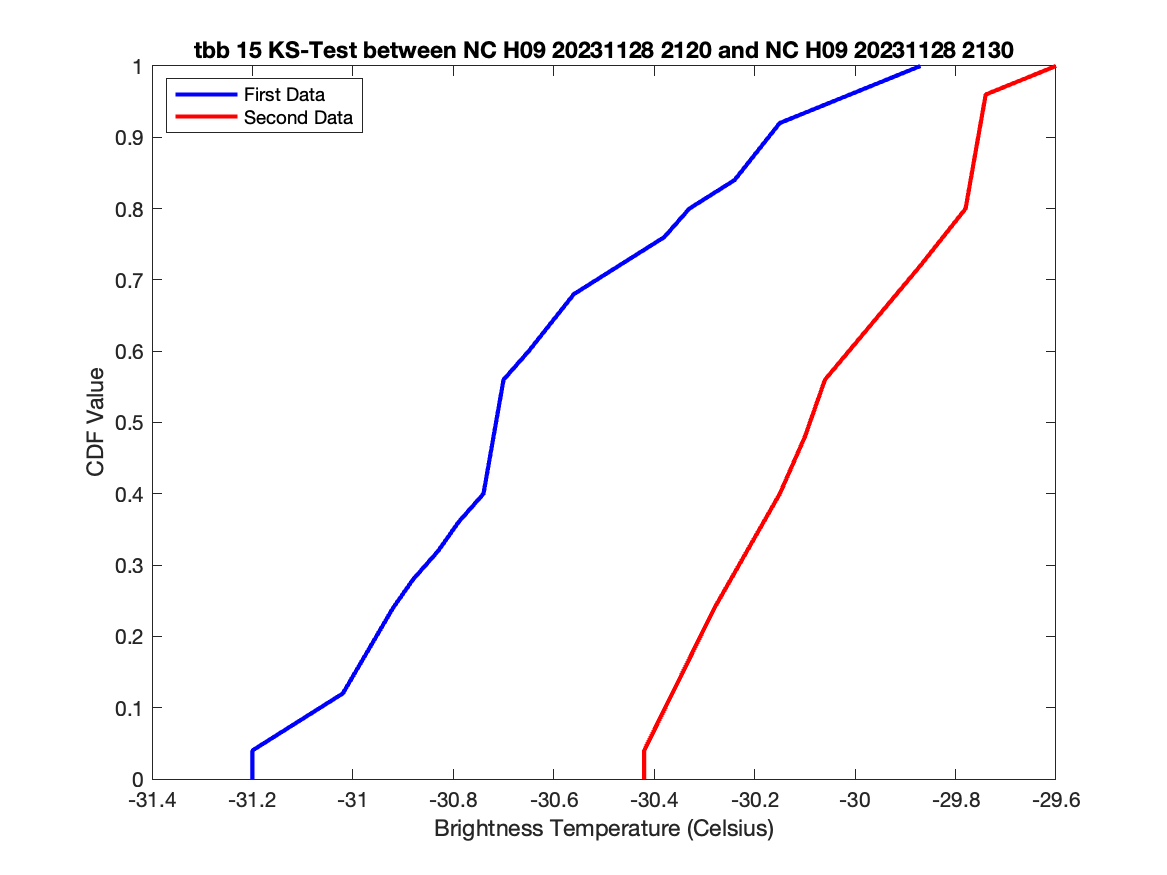 tbb 15 KS-Test between NC H09 20231128 2120 and NC H09 20231128 2130
First Data
Second Data
1
0.9
0.8
0.7
0.6
0.5
0.4
0.3
0.2
0.1
0
CDF Value
-31.4 -31.2 -31 -30.8 -30.6 -30.4 -30.2 -30 -29.8 -29.6
Brightness Temperature (Celsius)